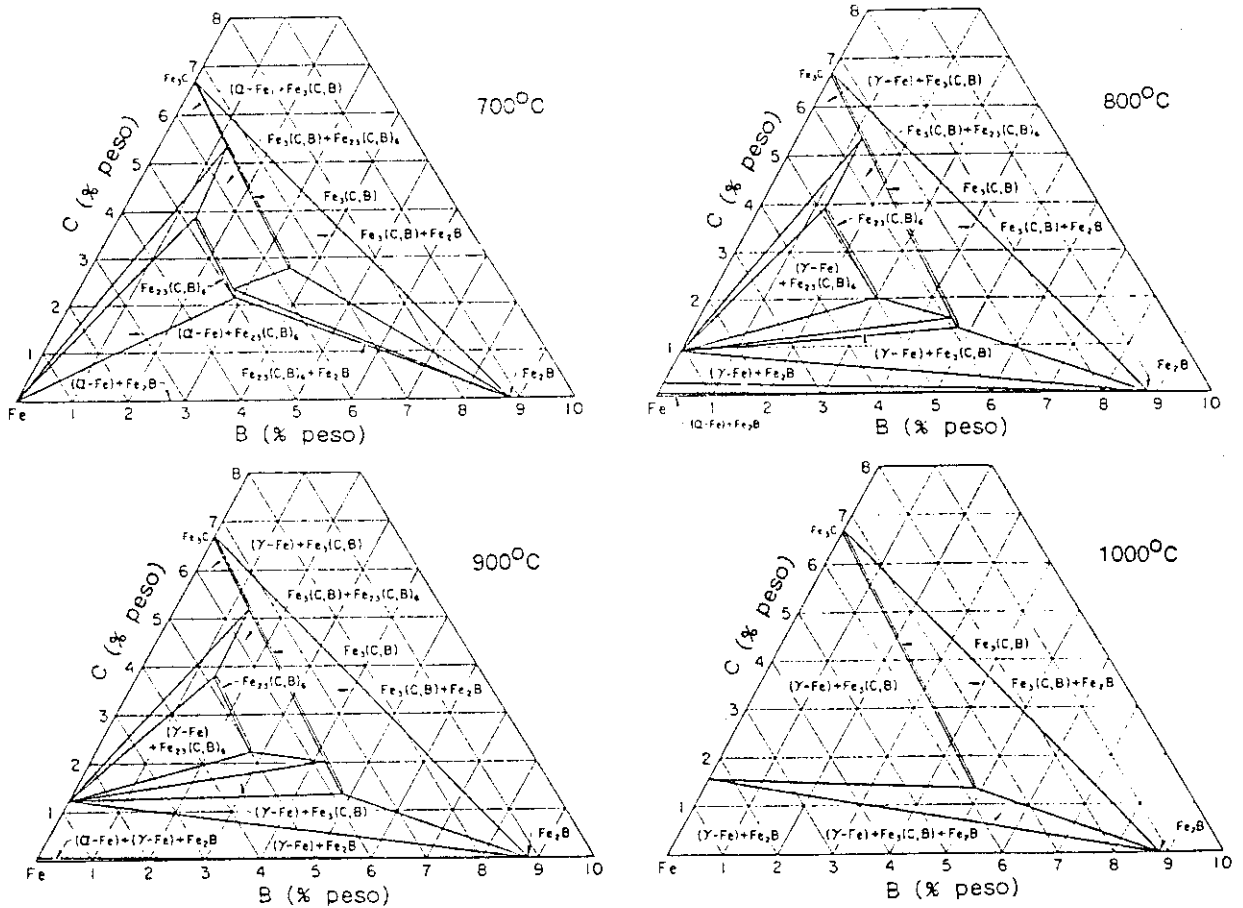 700°C
C (% peso)
8
7
6
5
4
3
2
1
Fe₃C
(α-Fe)+Fe₃(C,B)
Fe₃(C,B)+Fe₂₃(C,B)₆
Fe₃(C,B)
Fe₃(C,B)+Fe₂B
Fe₂₃(C,B)₆
(α-Fe)+Fe₂₃(C,B)₆
(α-Fe)+Fe₂B
Fe₂₃(C,B)₆+Fe₂B
Fe₂B
Fe 1 2 3 4 5 6 7 8 9 10
B (% peso)
800°C
C (% peso)
8
7
6
5
4
3
2
1
Fe₃C
(γ-Fe)+Fe₃(C,B)
Fe₃(C,B)+Fe₂₃(C,B)₆
Fe₃(C,B)
Fe₃(C,B)+Fe₂B
Fe₂₃(C,B)₆
(γ-Fe)
+Fe₂₃(C,B)₆
(γ-Fe)+Fe₃(C,B)
(γ-Fe)+Fe₂B
Fe₂B
Fe 1 2 3 4 5 6 7 8 9 10
(α-Fe)+Fe₂B
B (% peso)
900°C
C (% peso)
8
7
6
5
4
3
2
1
Fe₃C
(γ-Fe)+Fe₃(C,B)
Fe₃(C,B)+Fe₂₃(C,B)₆
Fe₃(C,B)
Fe₃(C,B)+Fe₂B
Fe₂₃(C,B)₆
(γ-Fe)
+Fe₂₃(C,B)₆
(γ-Fe)+Fe₃(C,B)
(α-Fe)+(γ-Fe)+Fe₂B
(γ-Fe)+Fe₂B
Fe₂B
Fe 1 2 3 4 5 6 7 8 9 10
B (% peso)
1000°C
C (% peso)
8
7
6
5
4
3
2
1
Fe₃C
Fe₃(C,B)
(γ-Fe)+Fe₃(C,B)
Fe₃(C,B)+Fe₂B
(γ-Fe)+Fe₂B
(γ-Fe)+Fe₃(C,B)+Fe₂B
Fe₂B
Fe 1 2 3 4 5 6 7 8 9 10
B (% peso)